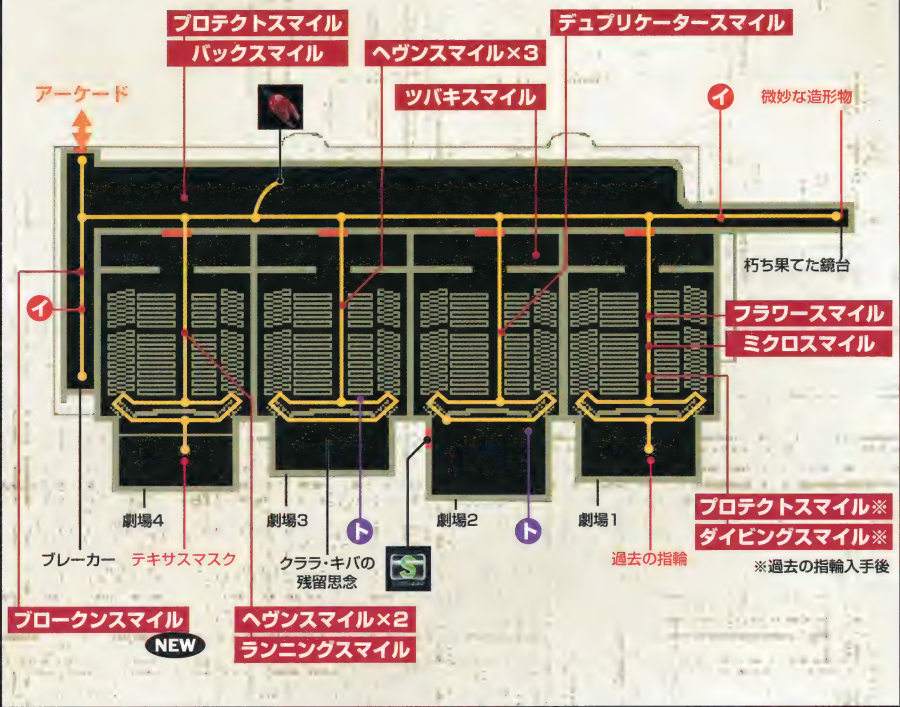 プロテクトスマイル
バックスマイル
デュプリケータースマイル
ヘヴンスマイル×3
ツバキスマイル
アーケード
イ
微妙な造形物
朽ち果てた鏡台
イ
フラワースマイル
ミクロスマイル
S
プロテクトスマイル※
ダイビングスマイル※
※過去の指輪入手後
劇場4
劇場3
ト
劇場2
ト
劇場1
ブレーカー
テキサスマスク
クララ・キバの
残留思念
過去の指輪
ブロークンスマイル
NEW
ヘヴンスマイル×2
ランニングスマイル